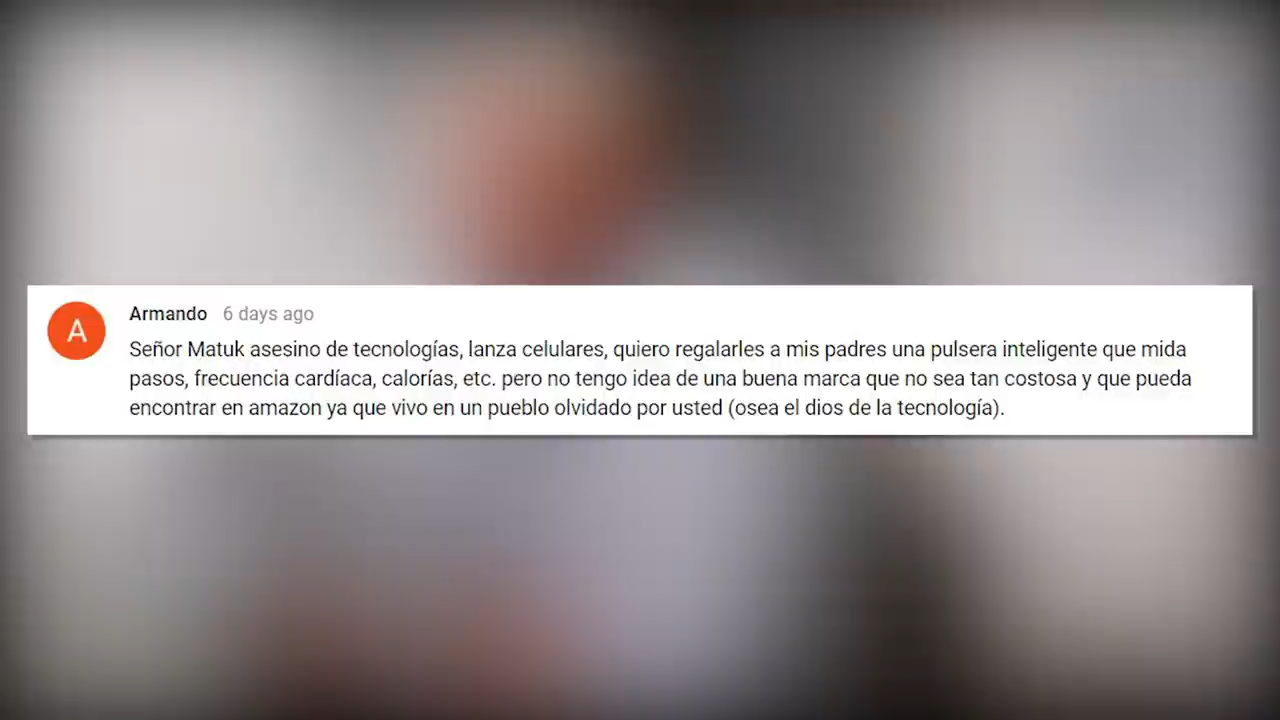 A
Armando 6 days ago
Señor Matuk asesino de tecnologías, lanza celulares, quiero regalarles a mis padres una pulsera inteligente que mida
pasos, frecuencia cardíaca, calorías, etc. pero no tengo idea de una buena marca que no sea tan costosa y que pueda
encontrar en amazon ya que vivo en un pueblo olvidado por usted (osea el dios de la tecnología).